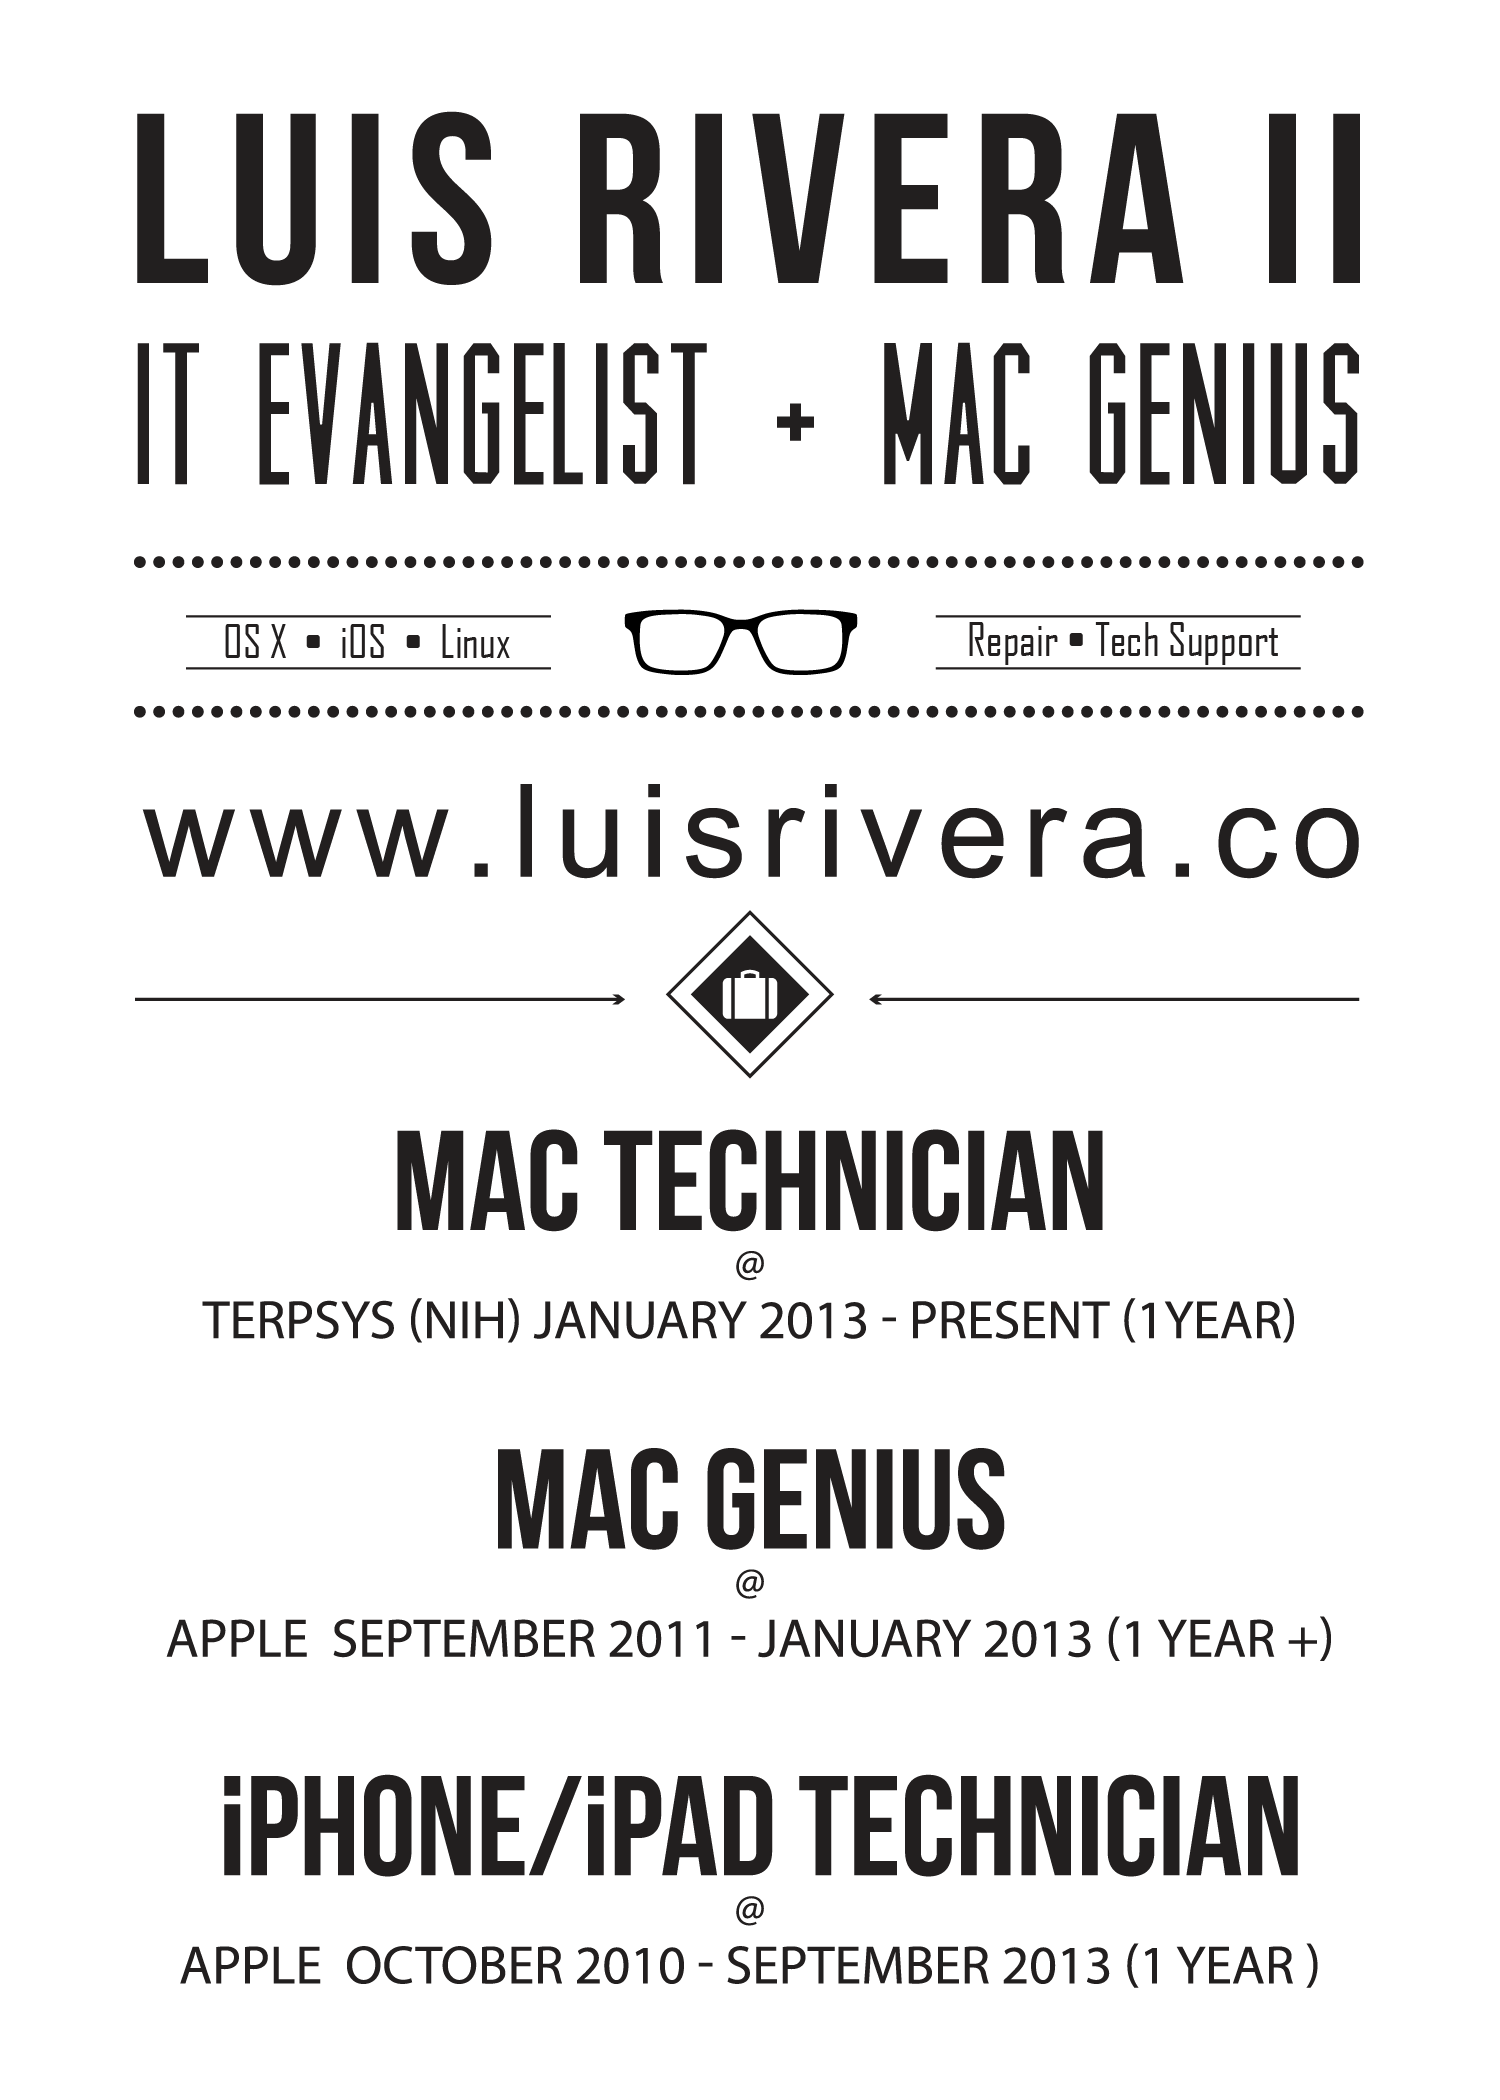 LUIS RIVERA II
IT EVANGELIST + MAC GENIUS
OS X ▪ iOS ▪ Linux
Repair ▪ Tech Support
www.luisrivera.co
MAC TECHNICIAN
@
TERPSYS (NIH) JANUARY 2013 - PRESENT (1YEAR)
MAC GENIUS
@
APPLE  SEPTEMBER 2011 - JANUARY 2013 (1 YEAR +)
iPHONE/iPAD TECHNICIAN
@
APPLE  OCTOBER 2010 - SEPTEMBER 2013 (1 YEAR )